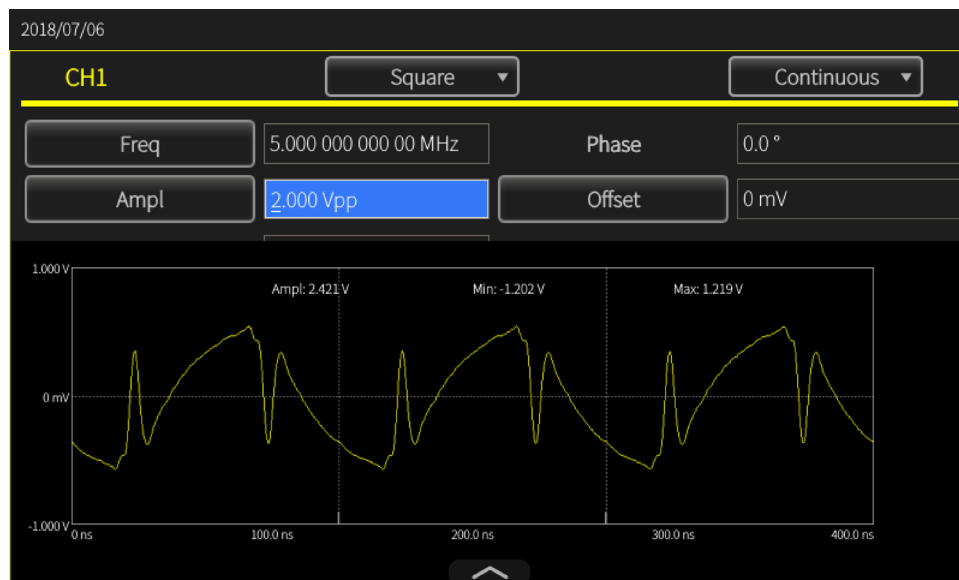 2018/07/06
CH1 Square Continuous
Freq 5.000 000 000 00 MHz Phase 0.0 °
Ampl 2.000 Vpp Offset 0 mV
1.000 V
Ampl: 2.421 V Min: -1.202 V Max: 1.219 V
0 mV
-1.000 V
0 ns 100.0 ns 200.0 ns 300.0 ns 400.0 ns